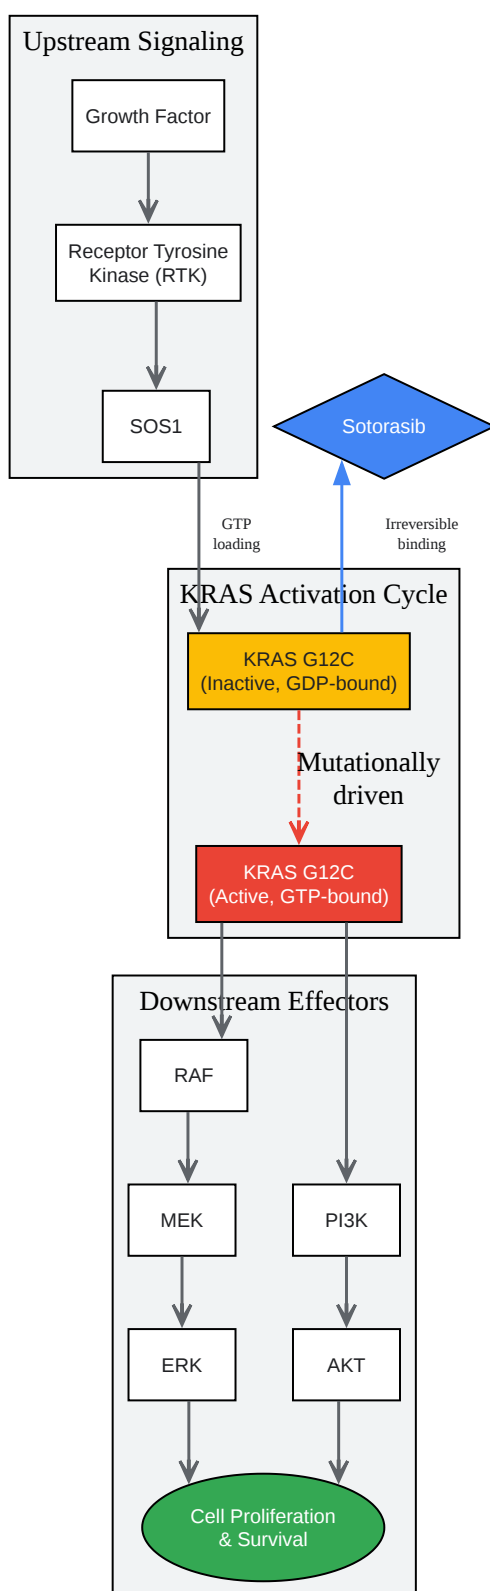 Upstream Signaling
Growth Factor
Receptor Tyrosine
Kinase (RTK)
SOS1
Sotorasib
GTP
loading
Irreversible
binding
KRAS Activation Cycle
KRAS G12C
(Inactive, GDP-bound)
Mutationally
driven
KRAS G12C
(Active, GTP-bound)
Downstream Effectors
RAF
MEK
PI3K
ERK
AKT
Cell Proliferation
& Survival